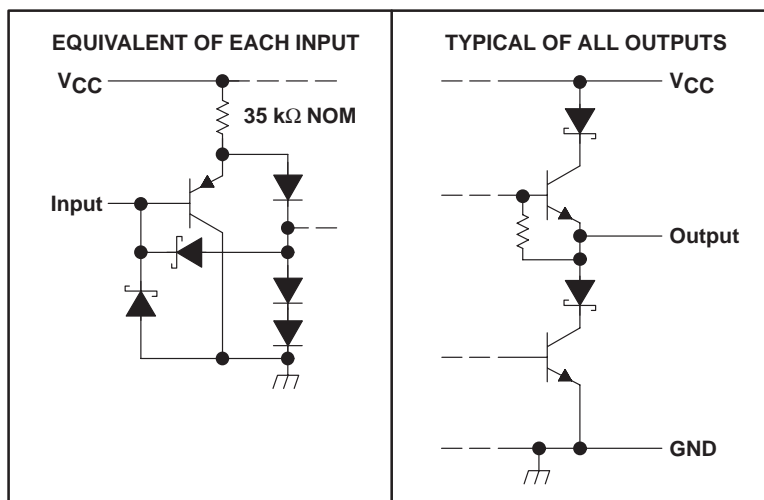 EQUIVALENT OF EACH INPUT
VCC
35 kΩ NOM
Input
TYPICAL OF ALL OUTPUTS
VCC
Output
GND